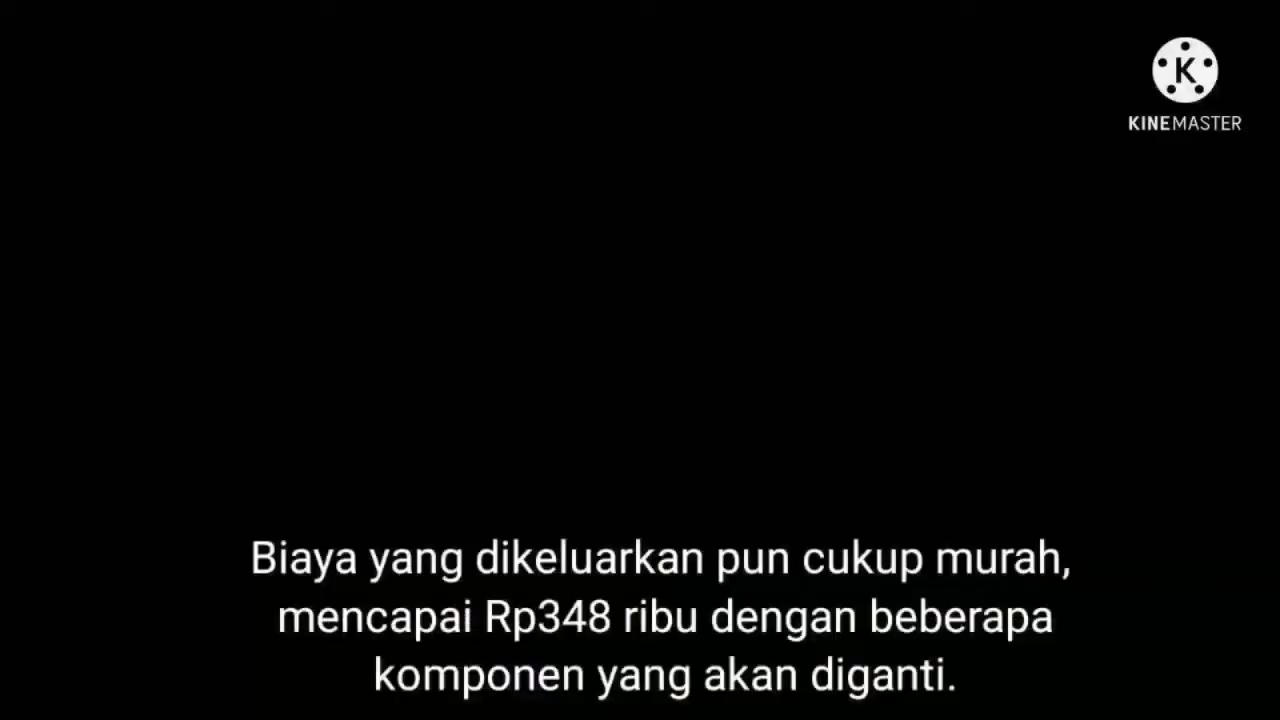 K
KINEMASTER
Biaya yang dikeluarkan pun cukup murah,
mencapai Rp348 ribu dengan beberapa
komponen yang akan diganti.